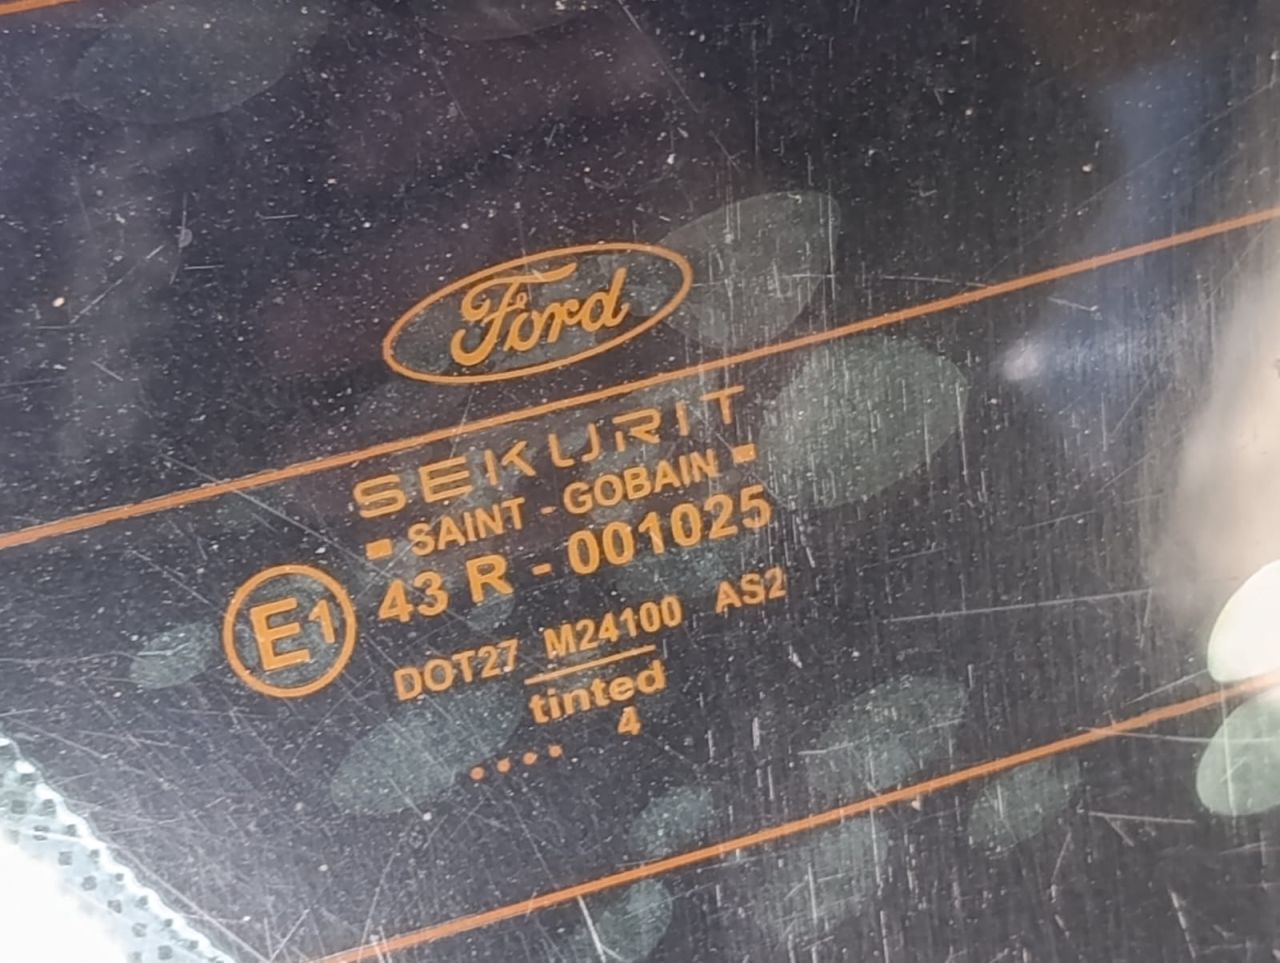 Ford
SEKURIT
SAINT - GOBAIN
E1 43 R - 001025
DOT27 M24100 AS2
tinted
.... 4